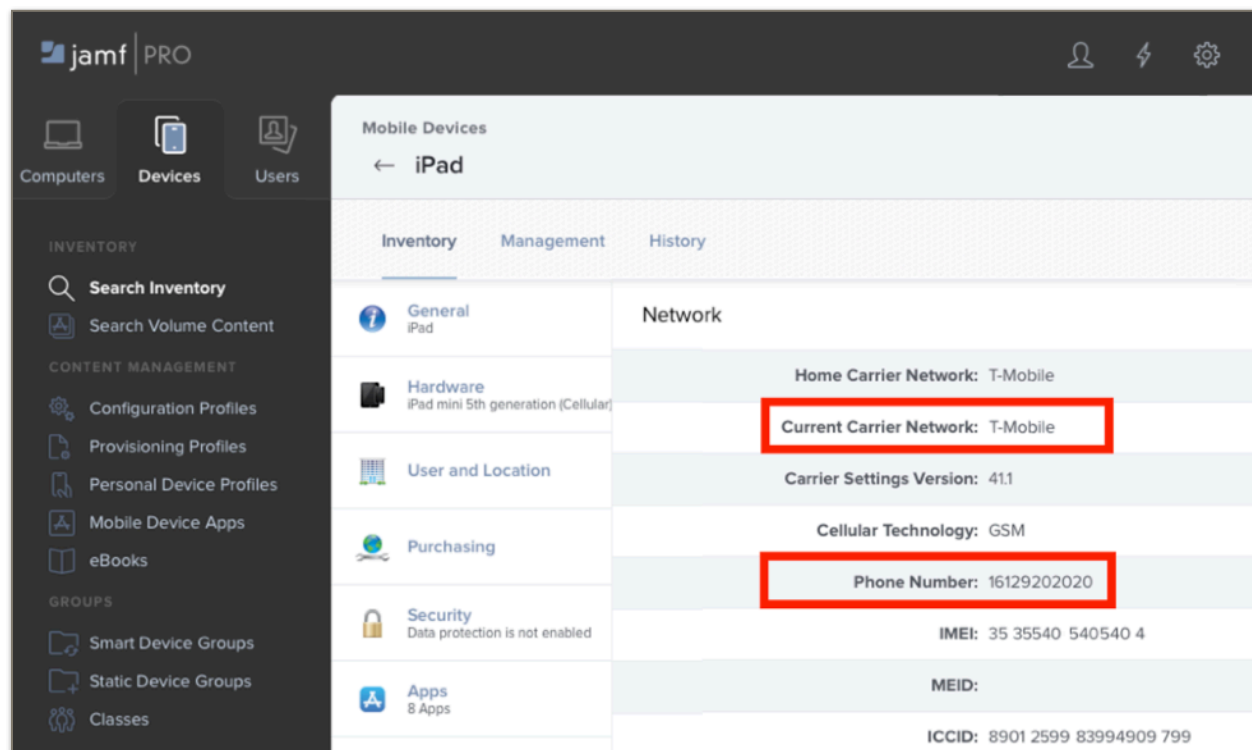 jamf PRO
Computers
Devices
Users
INVENTORY
Search Inventory
Search Volume Content
CONTENT MANAGEMENT
Configuration Profiles
Provisioning Profiles
Personal Device Profiles
Mobile Device Apps
eBooks
GROUPS
Smart Device Groups
Static Device Groups
Classes
Mobile Devices
← iPad
Inventory Management History
General
iPad
Hardware
iPad mini 5th generation (Cellular)
User and Location
Purchasing
Security
Data protection is not enabled
Apps
8 Apps
Network
Home Carrier Network: T-Mobile
Current Carrier Network: T-Mobile
Carrier Settings Version: 41.1
Cellular Technology: GSM
Phone Number: 16129202020
IMEI: 35 35540 540540 4
MEID:
ICCID: 8901 2599 83994909 799